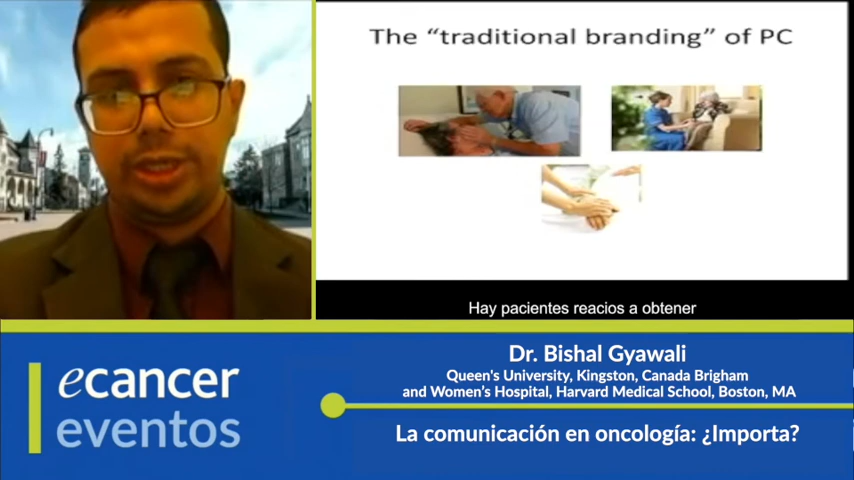 The “traditional branding” of PC
Hay pacientes reacios a obtener
ecancer
eventos
Dr. Bishal Gyawali
Queen's University, Kingston, Canada Brigham
and Women's Hospital, Harvard Medical School, Boston, MA
La comunicación en oncología: ¿Importa?